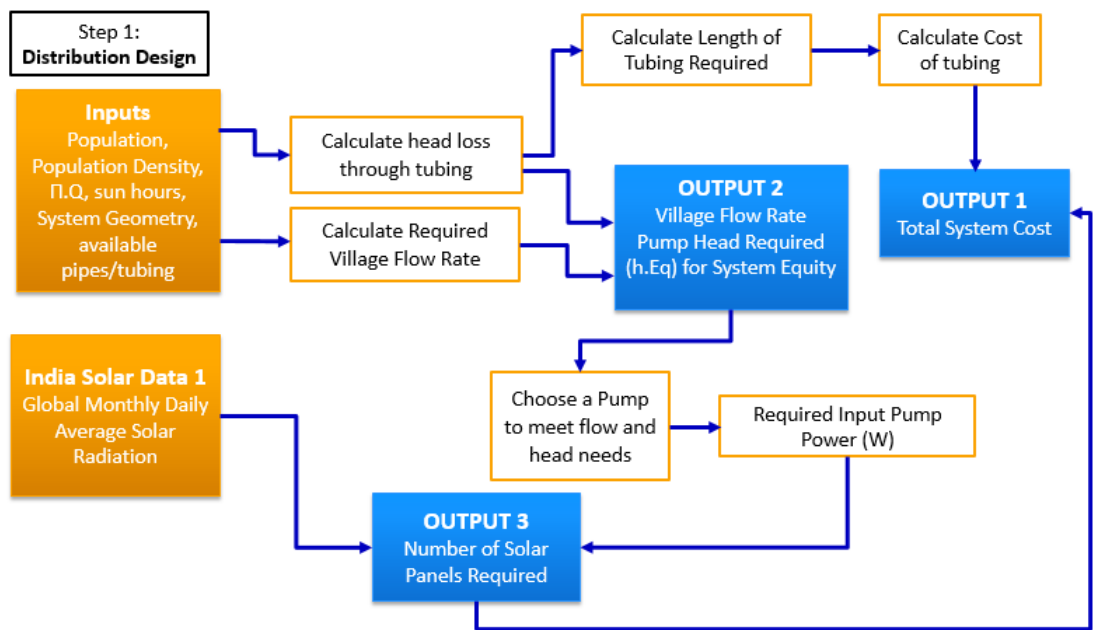 Step 1:
Distribution Design
Inputs
Population,
Population Density,
Π.Q, sun hours,
System Geometry,
available
pipes/tubing
Calculate head loss
through tubing
Calculate Required
Village Flow Rate
Calculate Length of
Tubing Required
Calculate Cost
of tubing
OUTPUT 2
Village Flow Rate
Pump Head Required
(h.Eq) for System Equity
OUTPUT 1
Total System Cost
India Solar Data 1
Global Monthly Daily
Average Solar
Radiation
Choose a Pump
to meet flow and
head needs
Required Input Pump
Power (W)
OUTPUT 3
Number of Solar
Panels Required